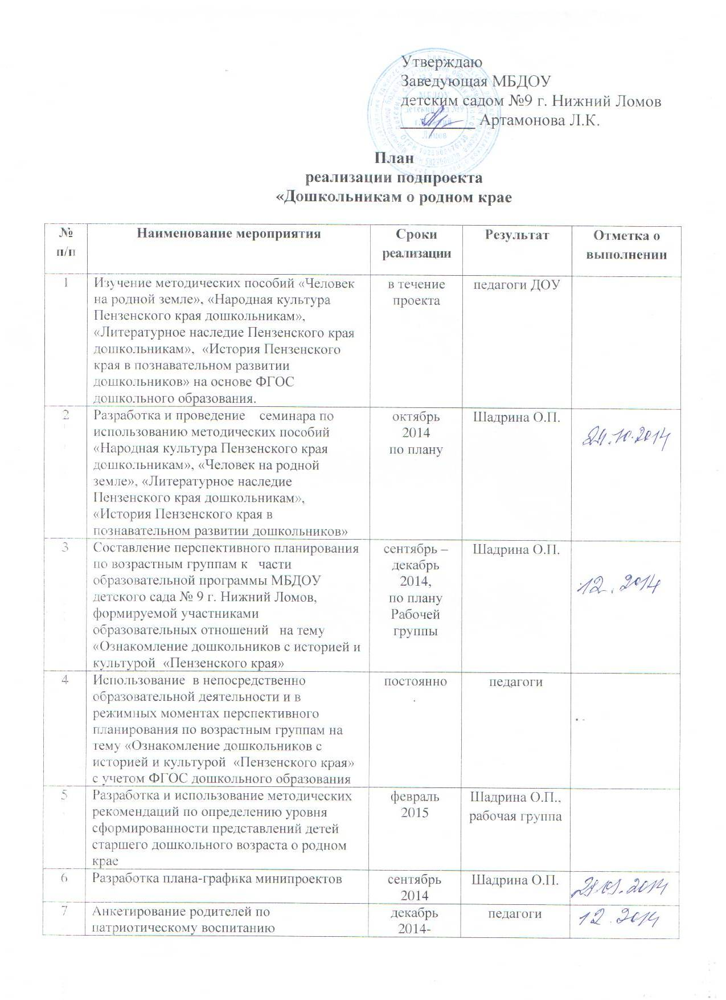 Утверждаю
Заведующая МБДОУ
детским садом №9 г. Нижний Ломов
__________ Артамонова Л.К.
План
реализации подпроекта
«Дошкольникам о родном крае
№
п/п
Наименование мероприятия
Сроки
реализации
Результат
Отметка о
выполнении
1
Изучение методических пособий «Человек
на родной земле», «Народная культура
Пензенского края дошкольникам»,
«Литературное наследие Пензенского края
дошкольникам», «История Пензенского
края в познавательном развитии
дошкольников» на основе ФГОС
дошкольного образования.
в течение
проекта
педагоги ДОУ
2
Разработка и проведение семинара по
использованию методических пособий
«Народная культура Пензенского края
дошкольникам», «Человек на родной
земле», «Литературное наследие
Пензенского края дошкольникам»,
«История Пензенского края в
познавательном развитии дошкольников»
октябрь
2014
по плану
Шадрина О.П.
10.2014
3
Составление перспективного планирования
по возрастным группам к части
образовательной программы МБДОУ
детского сада № 9 г. Нижний Ломов,
формируемой участниками
образовательных отношений на тему
«Ознакомление дошкольников с историей и
культурой «Пензенского края»
сентябрь –
декабрь
2014,
по плану
Рабочей
группы
Шадрина О.П.
12.2014
4
Использование в непосредственно
образовательной деятельности и в
режимных моментах перспективного
планирования по возрастным группам на
тему «Ознакомление дошкольников с
историей и культурой «Пензенского края»
с учетом ФГОС дошкольного образования
постоянно
.
педагоги
5
Разработка и использование методических
рекомендаций по определению уровня
сформированности представлений детей
старшего дошкольного возраста о родном
крае
февраль
2015
Шадрина О.П.,
рабочая группа
6
Разработка плана-графика минипроектов
сентябрь
2014
Шадрина О.П.
09.2014
7
Анкетирование родителей по
патриотическому воспитанию
декабрь
2014-
педагоги
12.2014